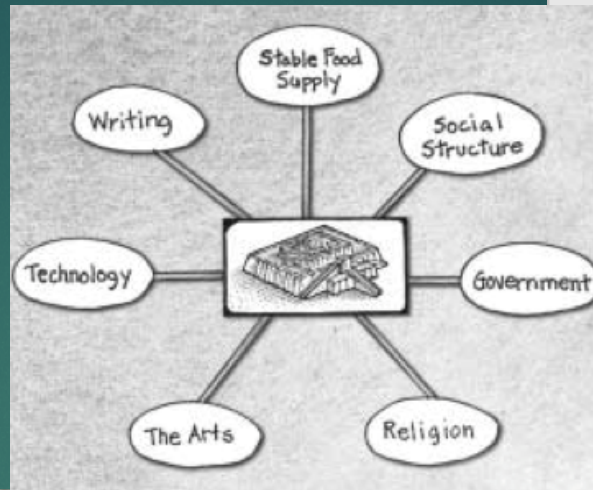 Stable Food
Supply
Writing
Social
Structure
Technology
Government
The Arts
Religion